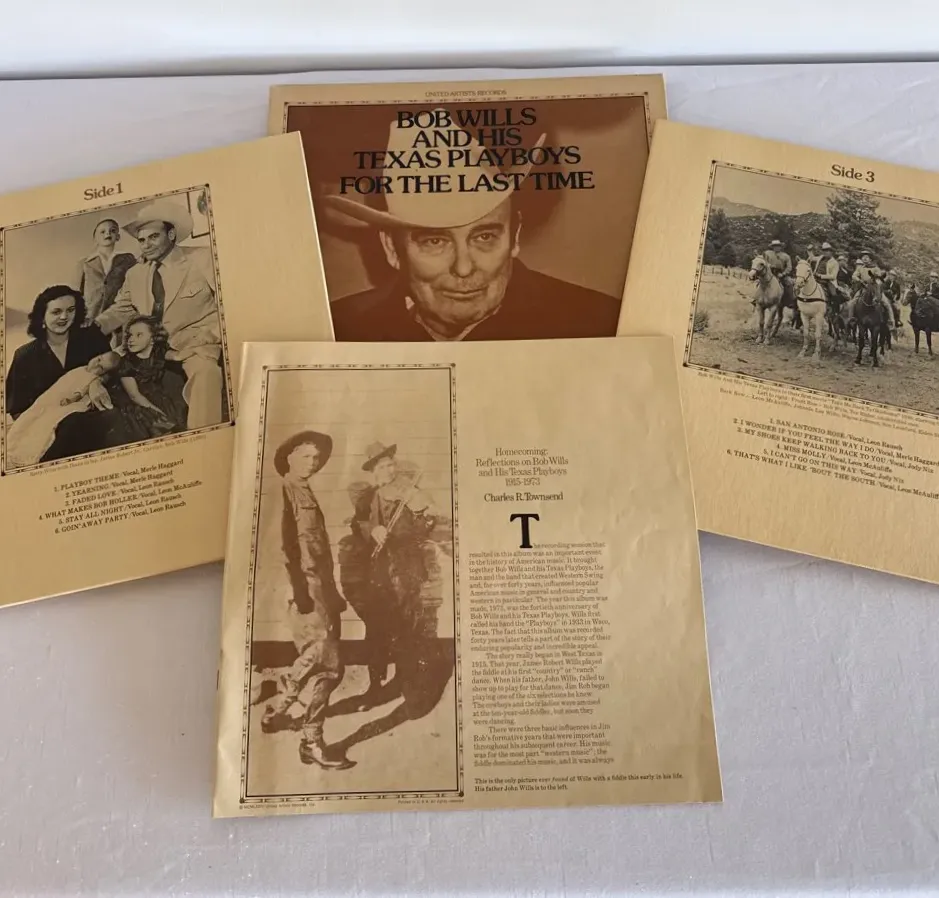 UNITED ARTISTS RECORDS
BOB WILLS
AND HIS
TEXAS PLAYBOYS
FOR THE LAST TIME
Side 1
1. PLAYBOY THEME/Vocal, Merle Haggard
2. YEARNING/Vocal, Merle Haggard
3. FADED LOVE/Vocal, Leon Rausch
4. WHAT MAKES BOB HOLLER/Vocal, Leon McAuliffe
5. STAY ALL NIGHT/Vocal, Leon Rausch
6. GOIN' AWAY PARTY/Vocal, Leon Rausch
Side 3
1. SAN ANTONIO ROSE/Vocal, Leon Rausch
2. I WONDER IF YOU FEEL THE WAY I DO/Vocal, Leon Rausch
3. MY SHOES KEEP WALKING BACK TO YOU/Vocal, Jody Nix
4. MISS MOLLY/Vocal, Leon McAuliffe
5. I CAN'T GO ON THIS WAY/Vocal, Jody Nix
6. THAT'S WHAT I LIKE 'BOUT THE SOUTH/Vocal, Leon McAuliffe
Homecoming:
Reflections on Bob Wills
and His Texas Playboys
1915-1973
Charles R. Townsend
The recording session that
resulted in this album was an important event
in the history of American music. It brought
together Bob Wills and his Texas Playboys, the
man and the band that created Western Swing
and, for over forty years, influenced popular
American music in general and country and
western in particular. The year this album was
made, 1973, was the fortieth anniversary of
Bob Wills and his Texas Playboys. Wills first
called his band the "Playboys" in 1933 in Waco,
Texas. The fact that this album was recorded
forty years later tells a part of the story of their
enduring popularity and incredible appeal.
The story really began in West Texas in
1915. That year, James Robert Wills played
the fiddle at his first "country" or "ranch"
dance. When his father, John Wills, failed to
show up to play for that dance, Jim Rob began
playing one of the six selections he knew.
The cowboys and their ladies were amused
at the ten-year-old fiddler, but soon they
were dancing.
There were three basic influences in Jim
Rob's formative years that were important
throughout his subsequent career. His music
was for the most part "western music"; the
fiddle dominated his music, and it was always
This is the only picture ever found of Wills with a fiddle this early in his life.
His father John Wills is to the left.